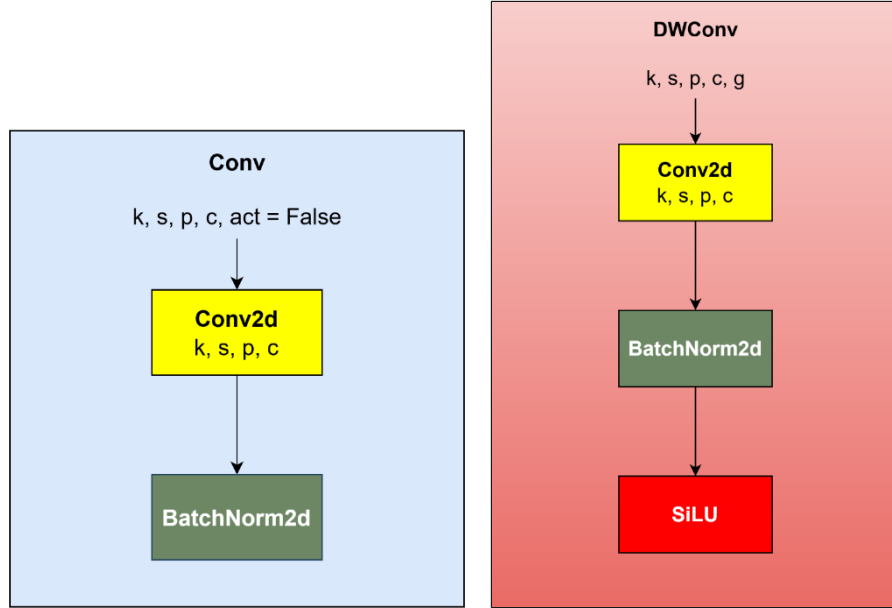 Conv
k, s, p, c, act = False
Conv2d
k, s, p, c
BatchNorm2d
DWConv
k, s, p, c, g
Conv2d
k, s, p, c
BatchNorm2d
SiLU